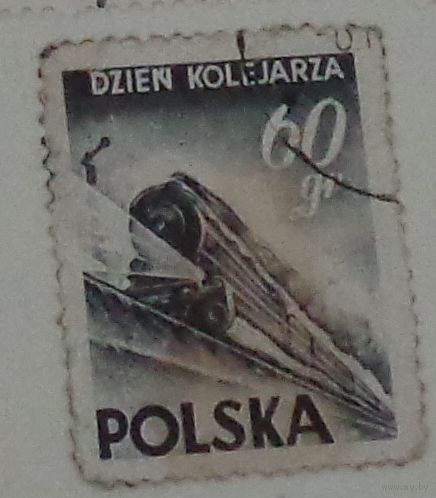 DZIEŃ KOLEJARZA
60
gr
POLSKA